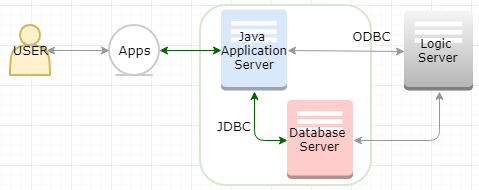 USER
Apps
Java
Application
Server
ODBC
Logic
Server
JDBC
Database
Server